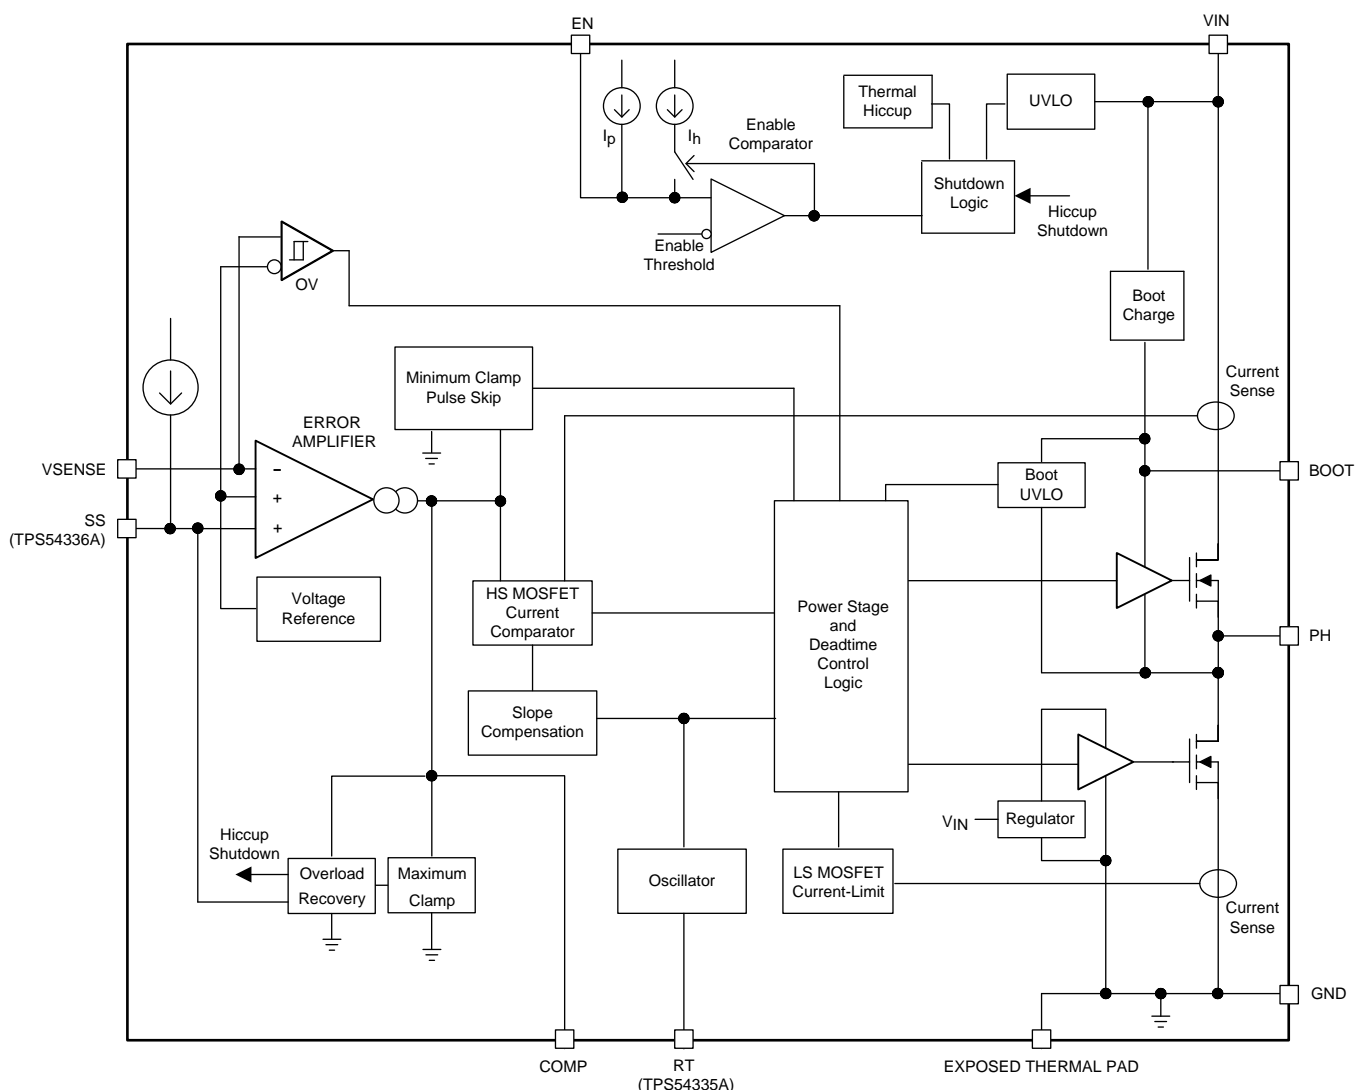 EN
VIN
Thermal
Hiccup
UVLO
Ip
Ih
Enable
Comparator
Shutdown
Logic
Hiccup
Shutdown
Enable
Threshold
OV
Boot
Charge
Current
Sense
Minimum Clamp
Pulse Skip
ERROR
AMPLIFIER
VSENSE
-
+
+
SS
(TPS54336A)
Boot
UVLO
BOOT
Voltage
Reference
HS MOSFET
Current
Comparator
Power Stage
and
Deadtime
Control
Logic
PH
Slope
Compensation
VIN
Regulator
Hiccup
Shutdown
Overload
Recovery
Maximum
Clamp
Oscillator
LS MOSFET
Current-Limit
Current
Sense
GND
COMP
RT
(TPS54335A)
EXPOSED THERMAL PAD